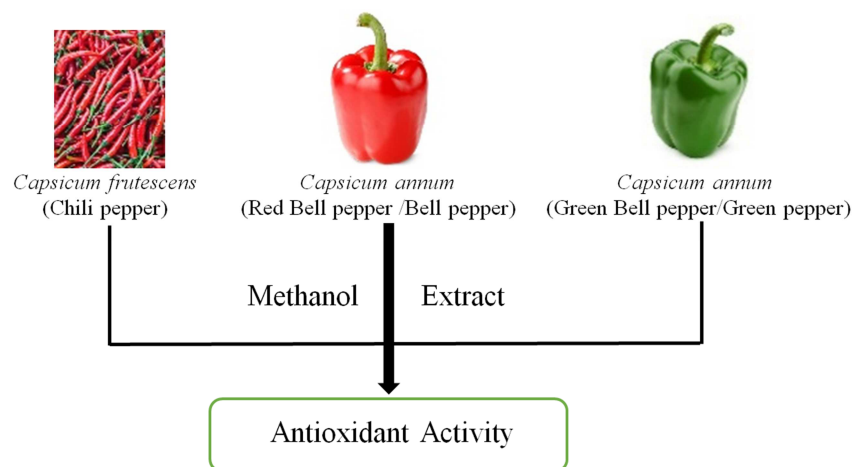 Capsicum frutescens
(Chili pepper)
Capsicum annum
(Red Bell pepper /Bell pepper)
Capsicum annum
(Green Bell pepper/Green pepper)
Methanol Extract
Antioxidant Activity